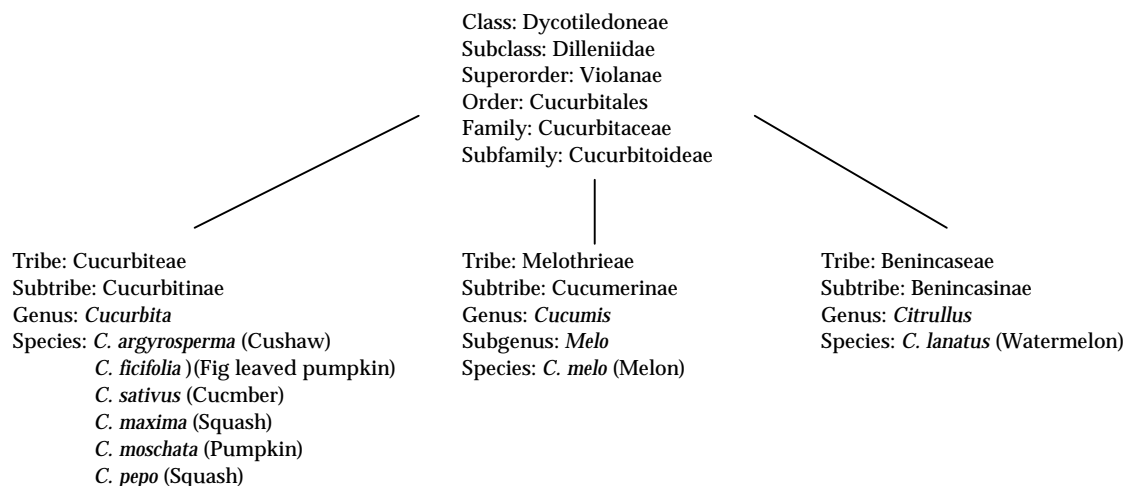 Class: Dycotiledoneae
Subclass: Dilleniidae
Superorder: Violanae
Order: Cucurbitales
Family: Cucurbitaceae
Subfamily: Cucurbitoideae
Tribe: Cucurbiteae
Subtribe: Cucurbitinae
Genus: Cucurbita
Species: C. argyrosperma (Cushaw)
C. ficifolia )(Fig leaved pumpkin)
C. sativus (Cucmber)
C. maxima (Squash)
C. moschata (Pumpkin)
C. pepo (Squash)
Tribe: Melothrieae
Subtribe: Cucumerinae
Genus: Cucumis
Subgenus: Melo
Species: C. melo (Melon)
Tribe: Benincaseae
Subtribe: Benincasinae
Genus: Citrullus
Species: C. lanatus (Watermelon)